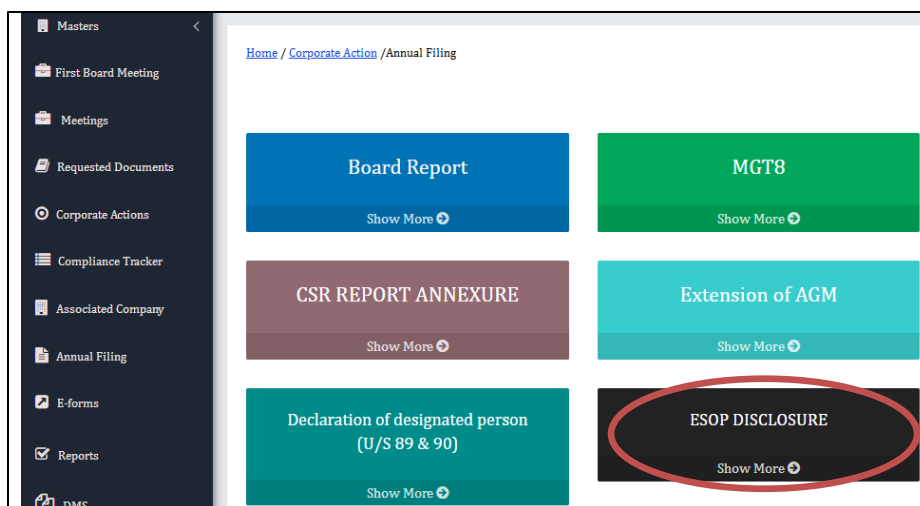 Masters
First Board Meeting
Meetings
Requested Documents
Corporate Actions
Compliance Tracker
Associated Company
Annual Filing
E-forms
Reports
DMS
Home / Corporate Action /Annual Filing
Board Report
Show More
MGT8
Show More
CSR REPORT ANNEXURE
Show More
Extension of AGM
Show More
Declaration of designated person
(U/S 89 & 90)
Show More
ESOP DISCLOSURE
Show More